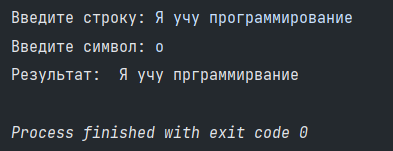 Введите строку: Я учу программирование
Введите символ: о
Результат:  Я учу прграммирвание
Process finished with exit code 0